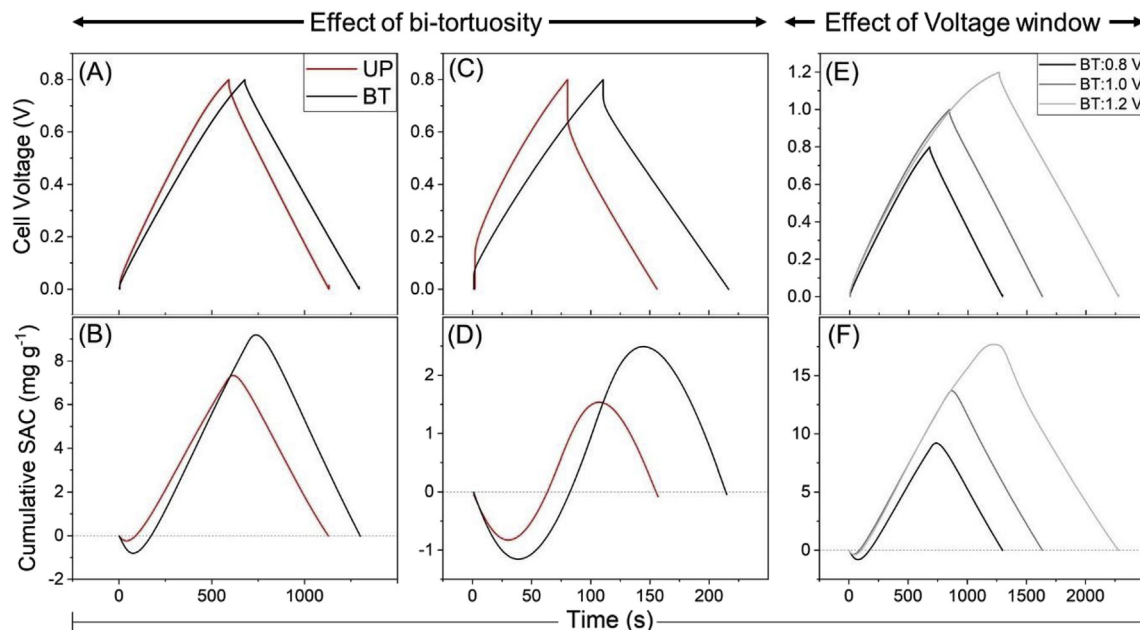 Effect of bi-tortuosity
Effect of Voltage window
(A)
UP
BT
(C)
(E)
BT:0.8 V
BT:1.0 V
BT:1.2 V
Cell Voltage (V)
0.8
0.6
0.4
0.2
0.0
0.8
0.6
0.4
0.2
0.0
1.2
1.0
0.8
0.6
0.4
0.2
0.0
(B)
(D)
(F)
Cumulative SAC (mg g⁻¹)
8
6
4
2
0
-2
2
1
0
-1
15
10
5
0
0 500 1000
0 50 100 150 200
0 500 1000 1500 2000
Time (s)